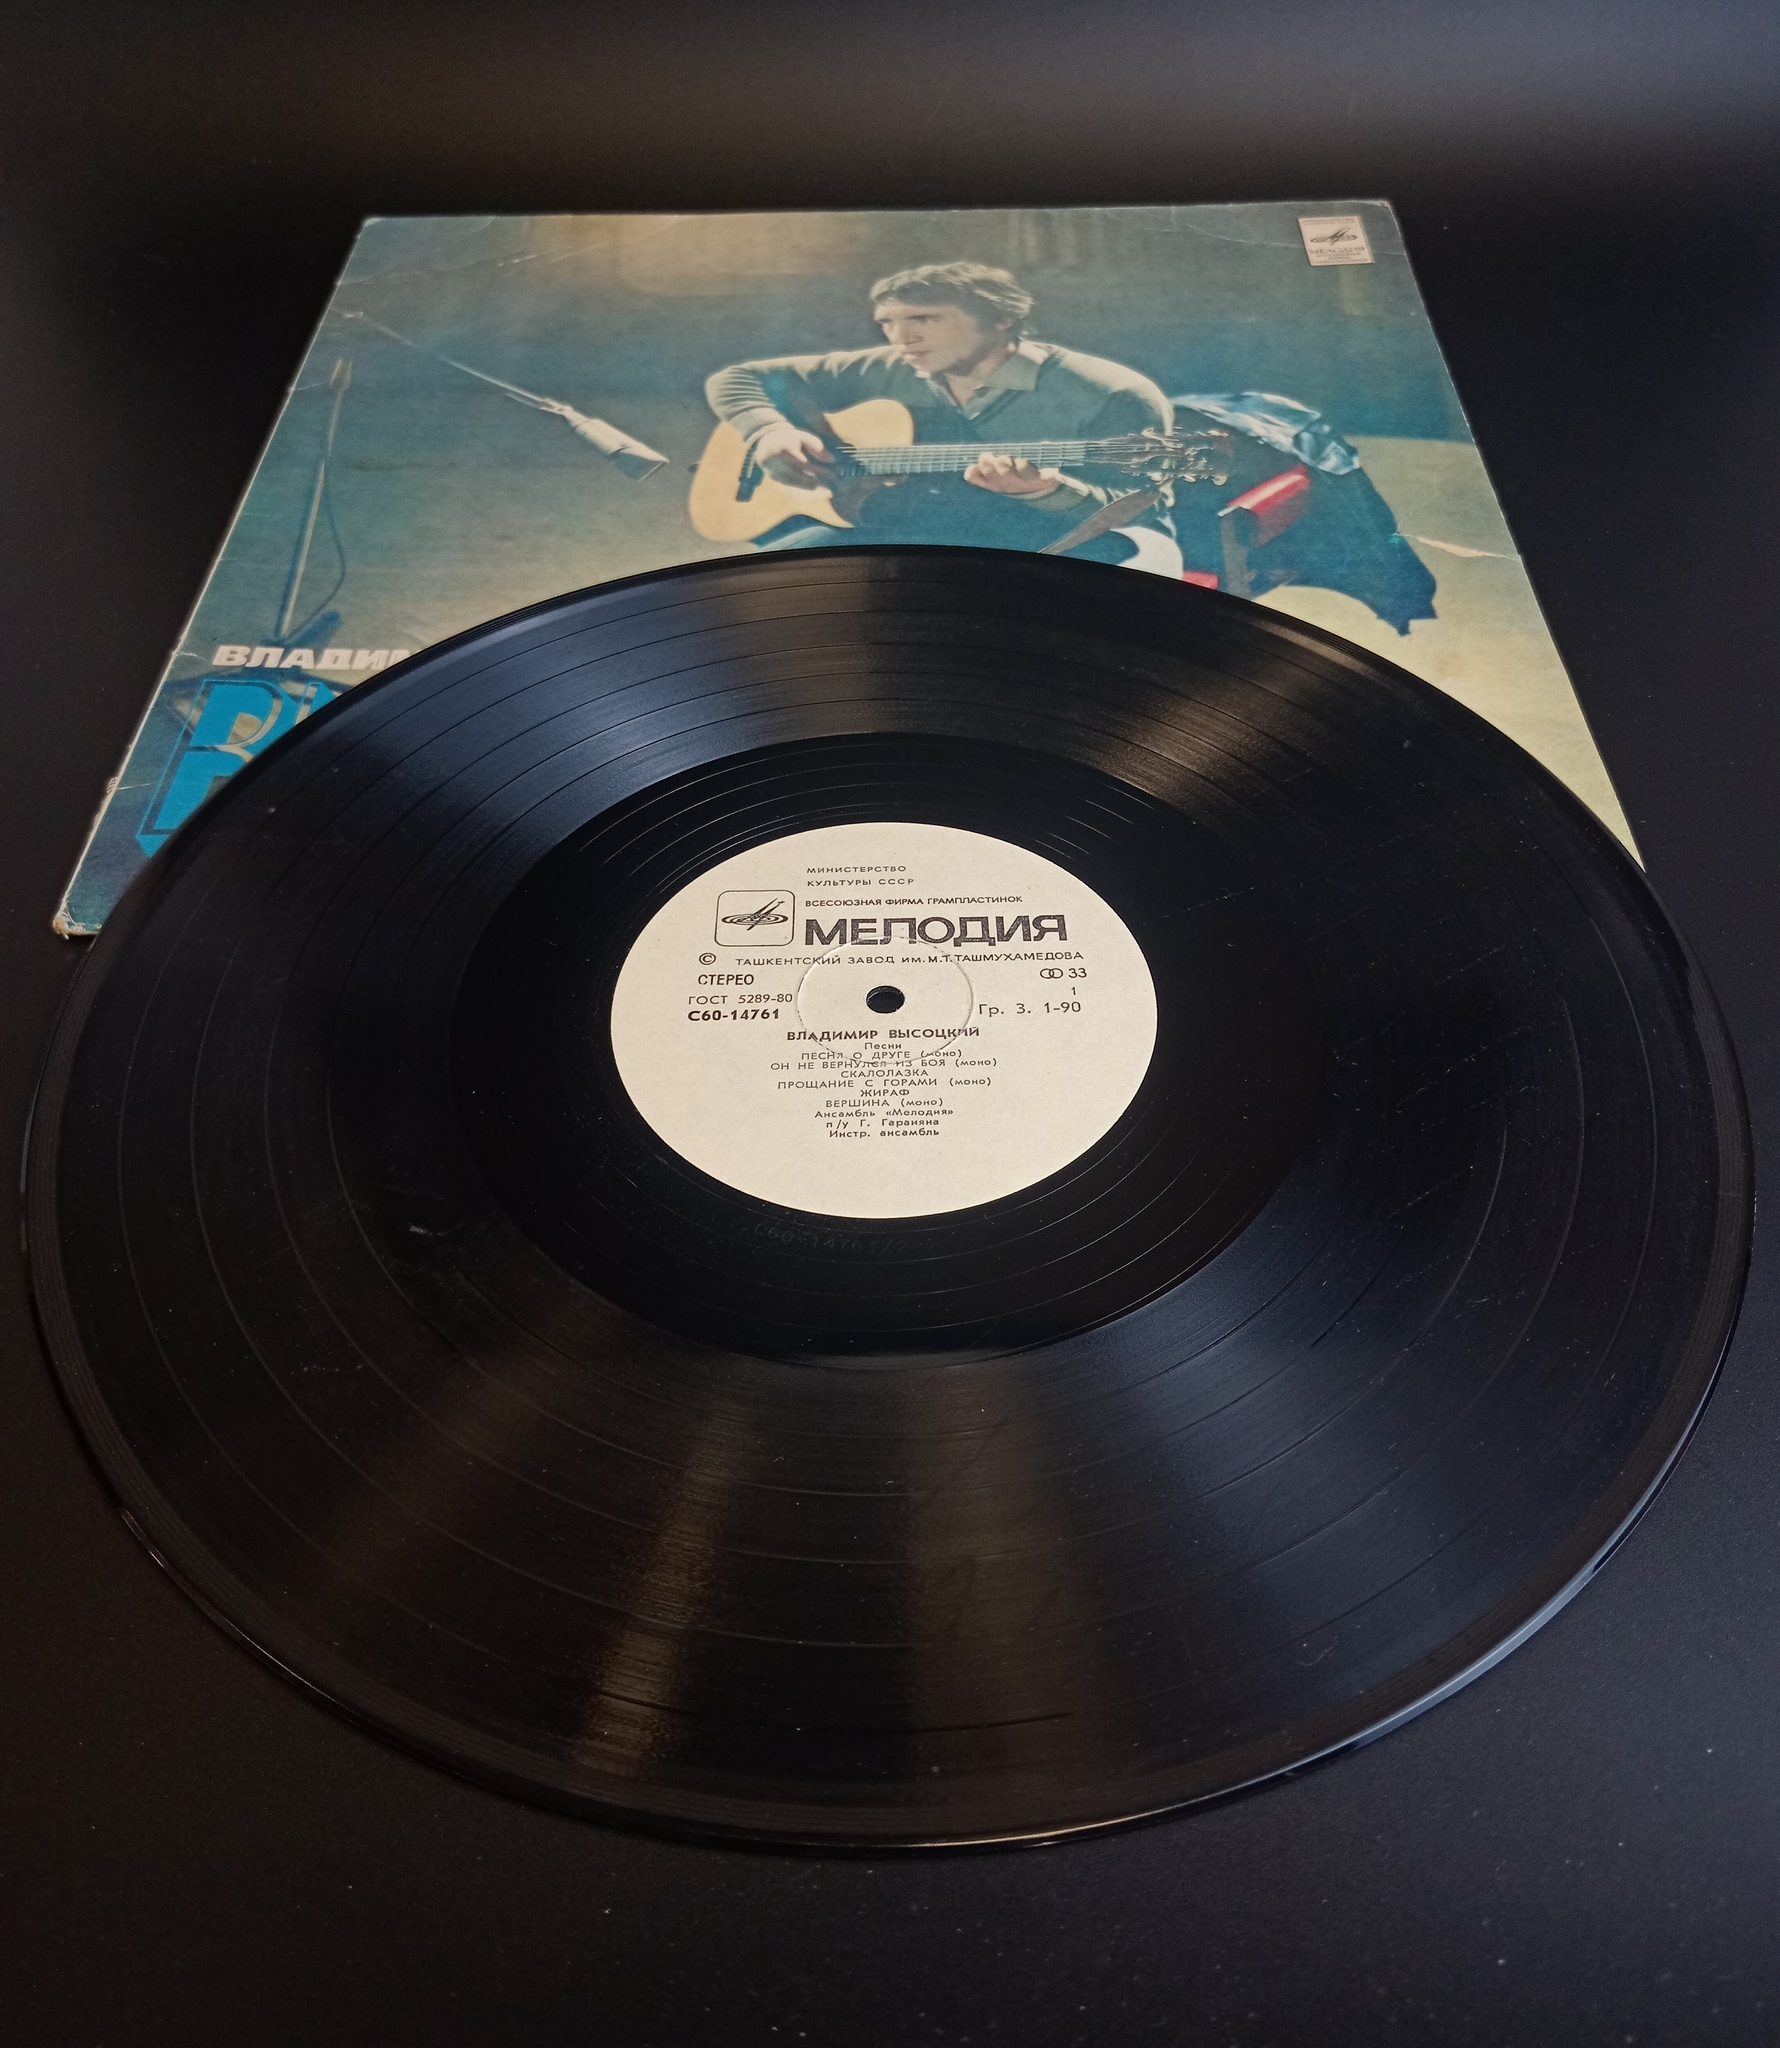 МЕЛОДИЯ
ВЛАДИМ
МИНИСТЕРСТВО
КУЛЬТУРЫ СССР
ВСЕСОЮЗНАЯ ФИРМА ГРАМПЛАСТИНОК
МЕЛОДИЯ
© ТАШКЕНТСКИЙ ЗАВОД ИМ. М.Т. ТАШМУХАМЕДОВА
СТЕРЕО 33
ГОСТ 5289-80 1
С60-14761 Гр. 3. 1-90
ВЛАДИМИР ВЫСОЦКИЙ
Песни
ПЕСНЯ О ДРУГЕ (моно)
ОН НЕ ВЕРНУЛСЯ ИЗ БОЯ (моно)
СКАЛОЛАЗКА
ПРОЩАНИЕ С ГОРАМИ (моно)
ЖИРАФ
ВЕРШИНА (моно)
Ансамбль «Мелодия»
п/у Г. Гараняна
Инстр. ансамбль